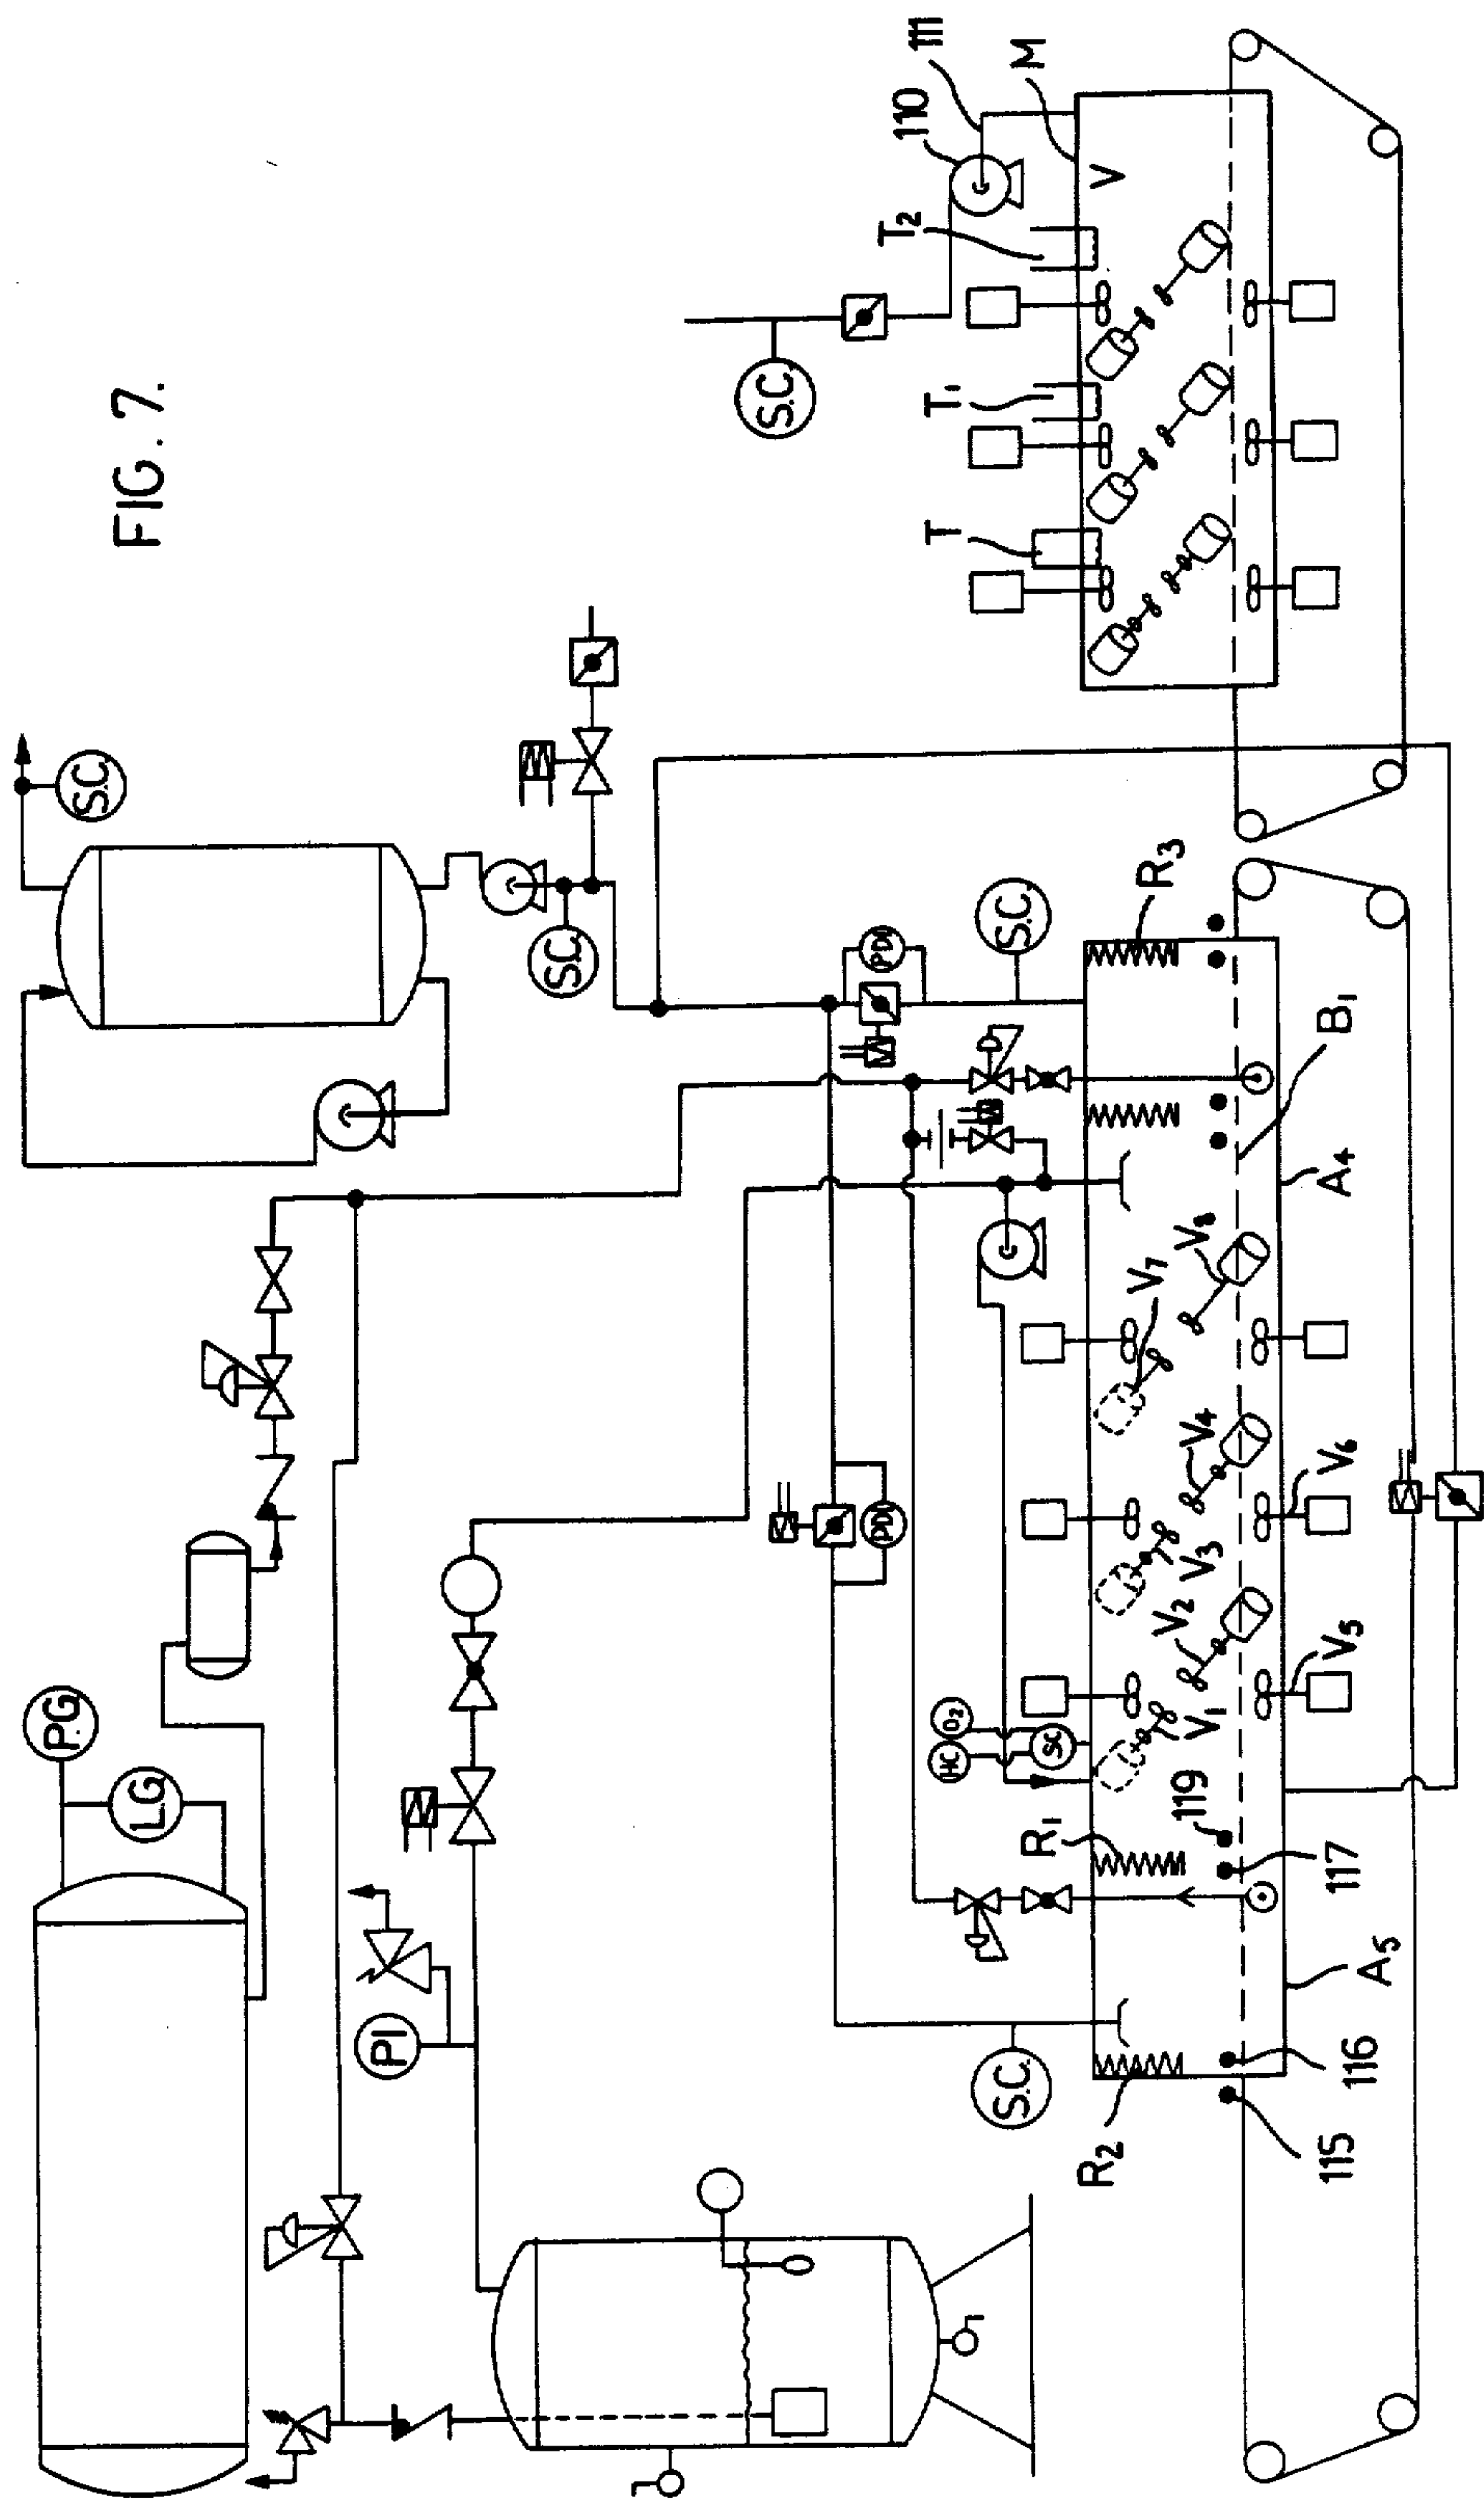 FIG. 7.
P.G
LG
PI
S.C.
S.C.
S.C.
S.C.
S.C.
PDI
PDI
O2
HC
SC
110
111
M
V
T2
T1
T
R3
B1
A4
V8
V7
V4
V6
V3
V2
V5
V1
119
R1
117
A5
116
R2
115